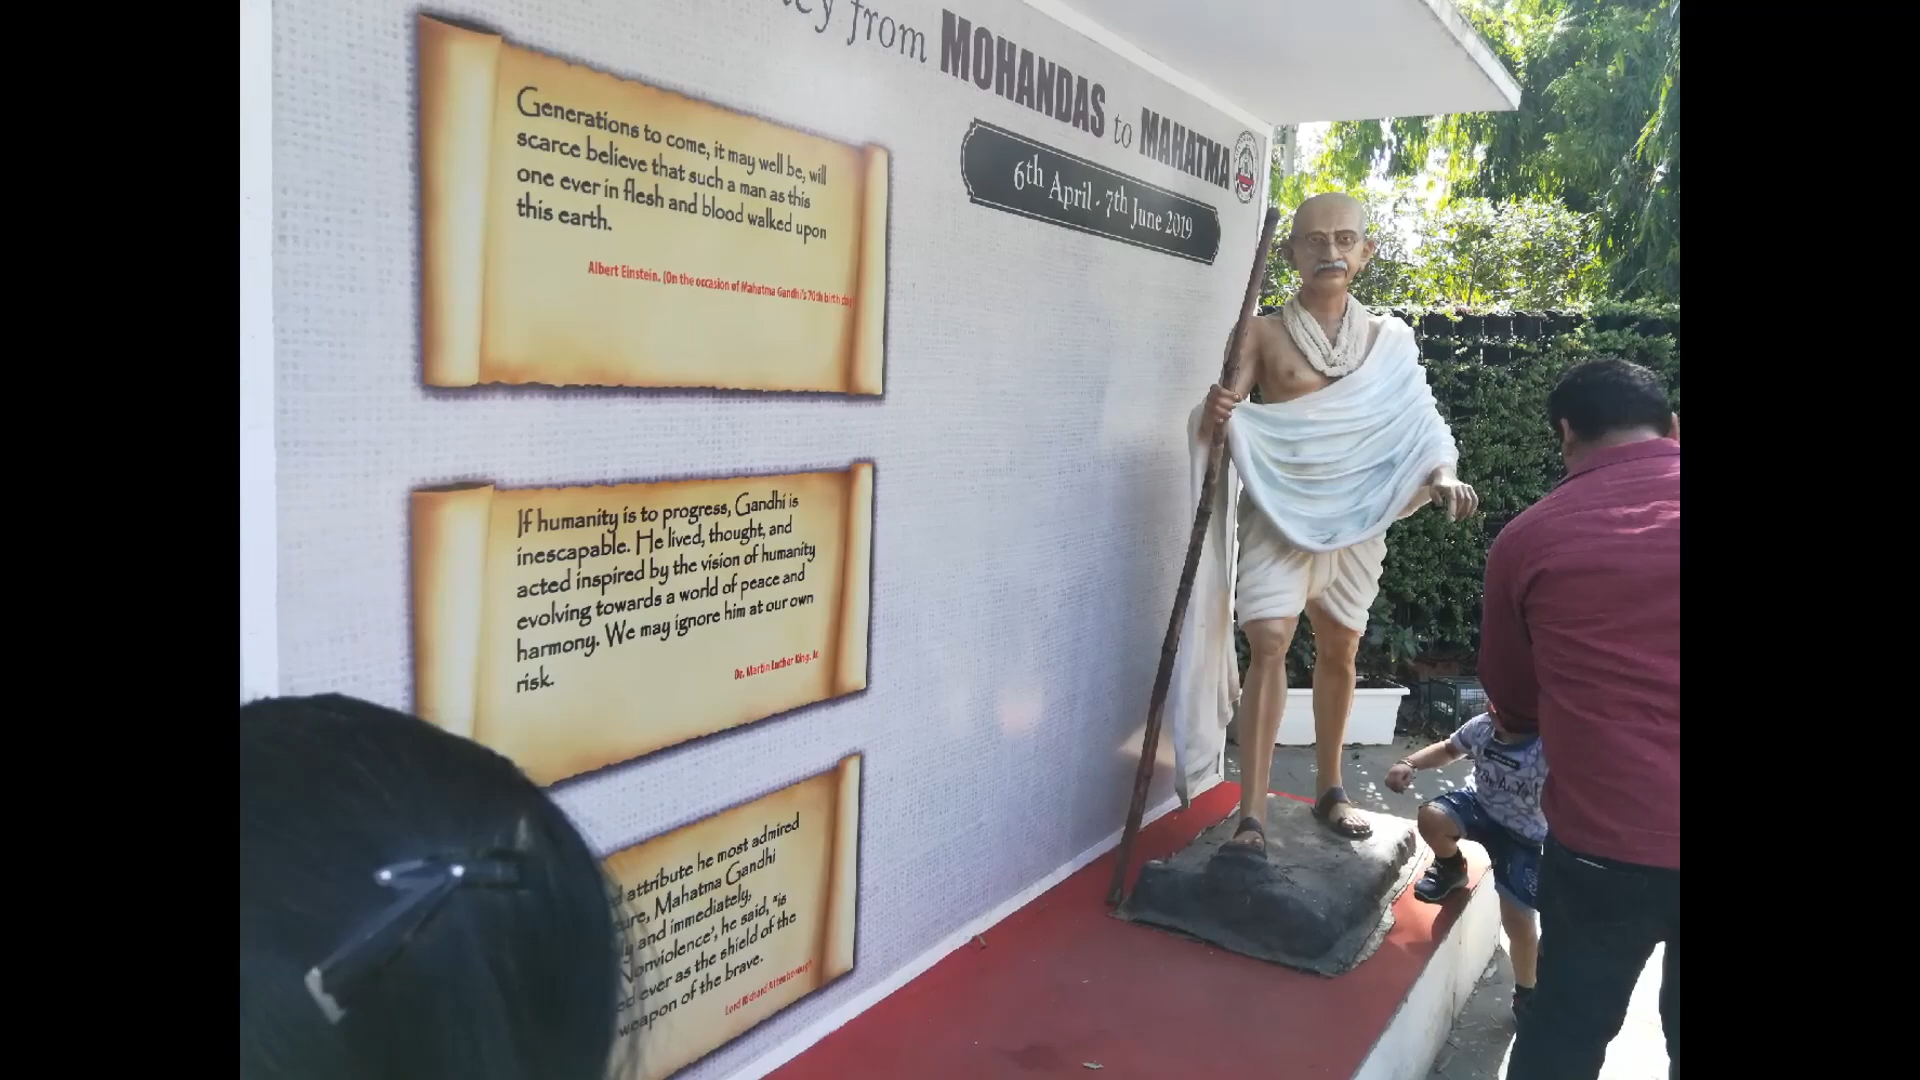 from MOHANDAS to MAHATMA
6th April - 7th June 2019
Generations to come, it may well be, will
scarce believe that such a man as this
one ever in flesh and blood walked upon
this earth.
Albert Einstein. (On the occasion of Mahatma Gandhi's 70th birth day
If humanity is to progress, Gandhi is
inescapable. He lived, thought, and
acted inspired by the vision of humanity
evolving towards a world of peace and
harmony. We may ignore him at our own
risk.
Dr. Martin Luther King,
attribute he most admired
Mahatma Gandhi
and immediately,
Nonviolence', he said, "is
ever as the shield of the
weapon of the brave.
Lord Richard Attenborough